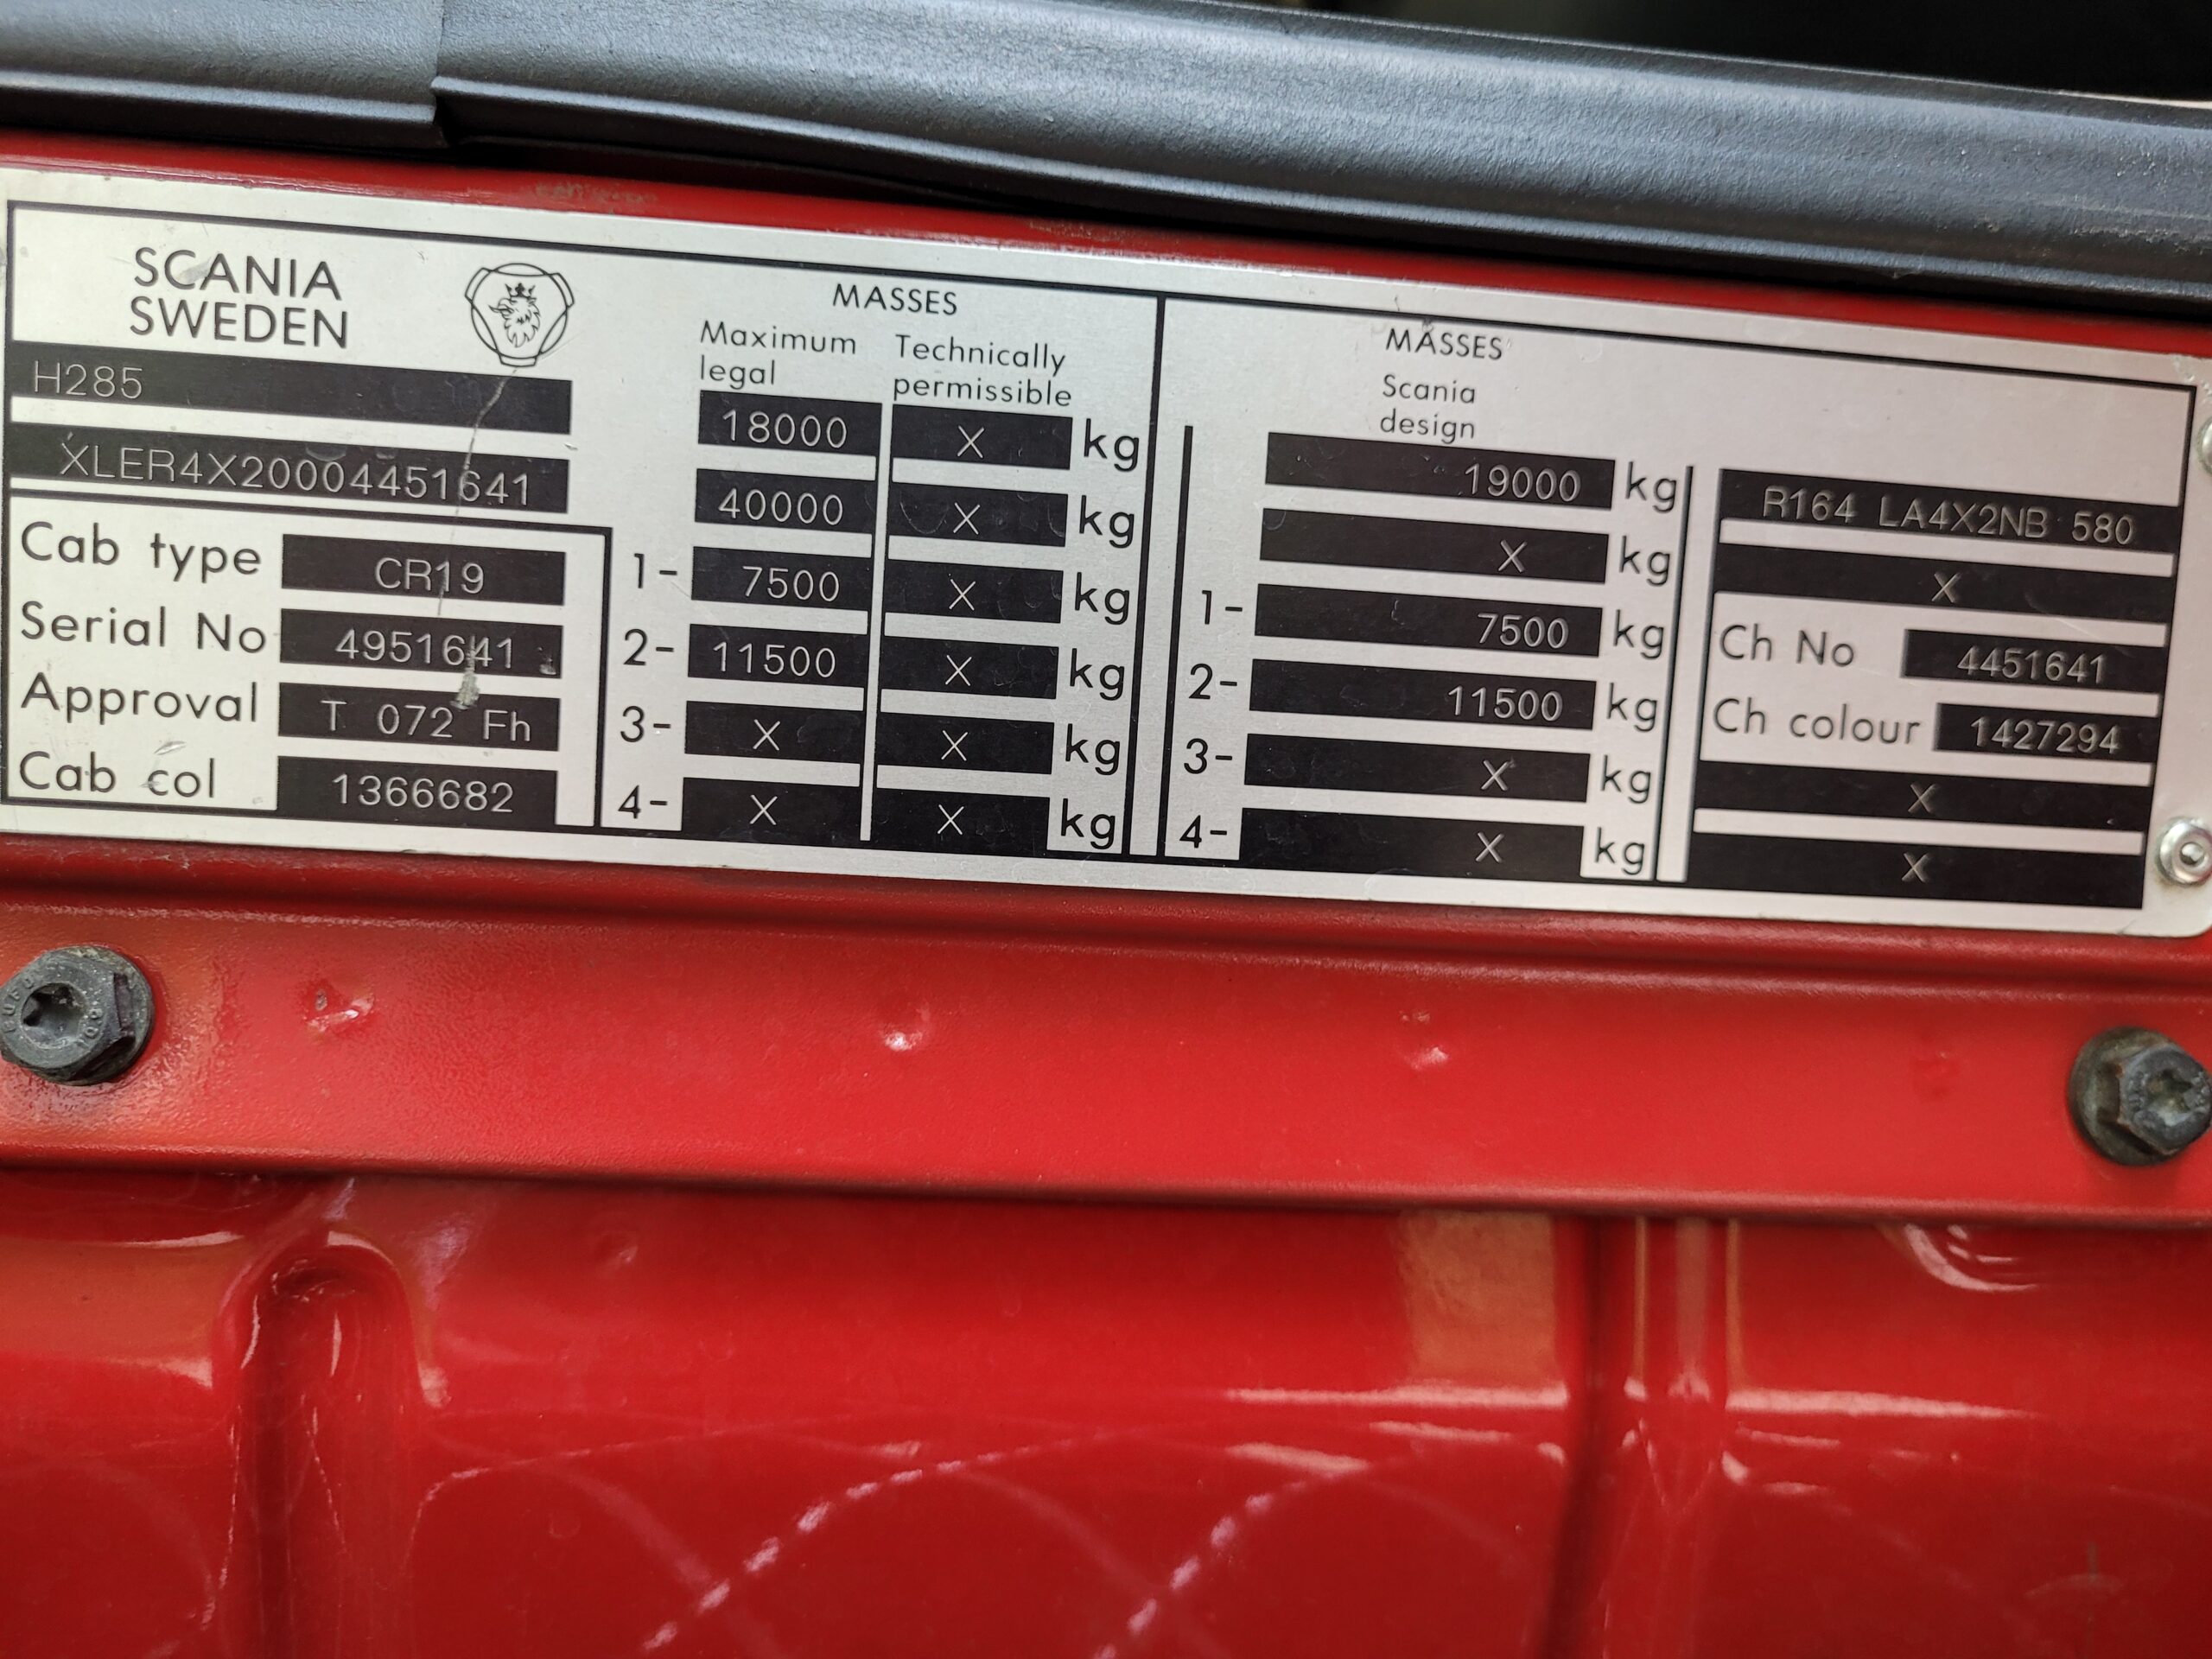 SCANIA
SWEDEN
H285
XLER4X20004451641
Cab type CR19
Serial No 4951641
Approval T 072 Fh
Cab col 1366682
MASSES
Maximum legal
Technically permissible
18000 X kg
40000 X kg
1- 7500 X kg
2- 11500 X kg
3- X X kg
4- X X kg
MASSES
Scania
design
19000 kg
X kg
1- 7500 kg
2- 11500 kg
3- X kg
4- X kg
R164 LA4X2NB 580
X
Ch No 4451641
Ch colour 1427294
X
X